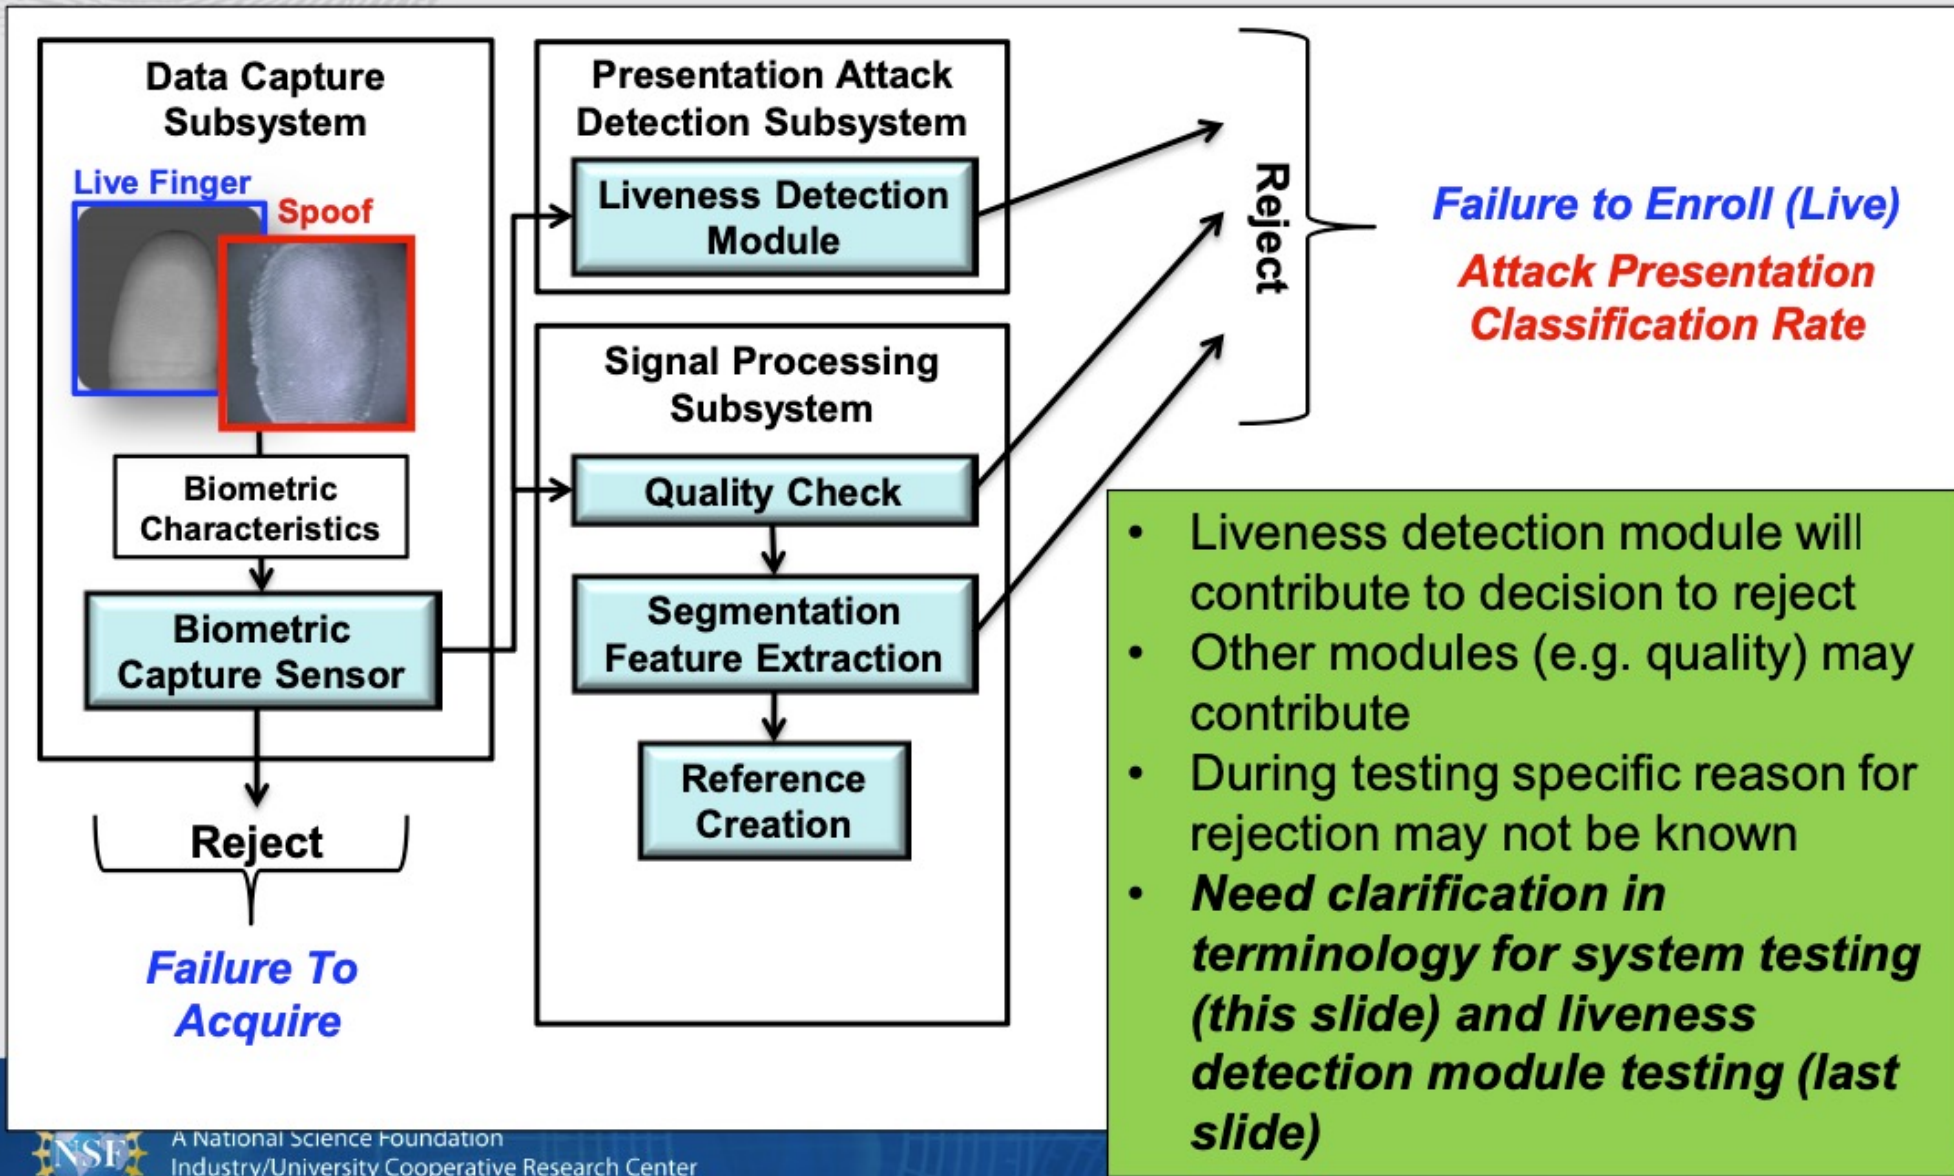 Data Capture
Subsystem
Live Finger
Spoof
Biometric
Characteristics
Biometric
Capture Sensor
Reject
Failure To
Acquire
Presentation Attack
Detection Subsystem
Liveness Detection
Module
Signal Processing
Subsystem
Quality Check
Segmentation
Feature Extraction
Reference
Creation
Reject
Failure to Enroll (Live)
Attack Presentation
Classification Rate
• Liveness detection module will
contribute to decision to reject
• Other modules (e.g. quality) may
contribute
• During testing specific reason for
rejection may not be known
• Need clarification in
terminology for system testing
(this slide) and liveness
detection module testing (last
slide)
NSF
A National Science Foundation
Industry/University Cooperative Research Center